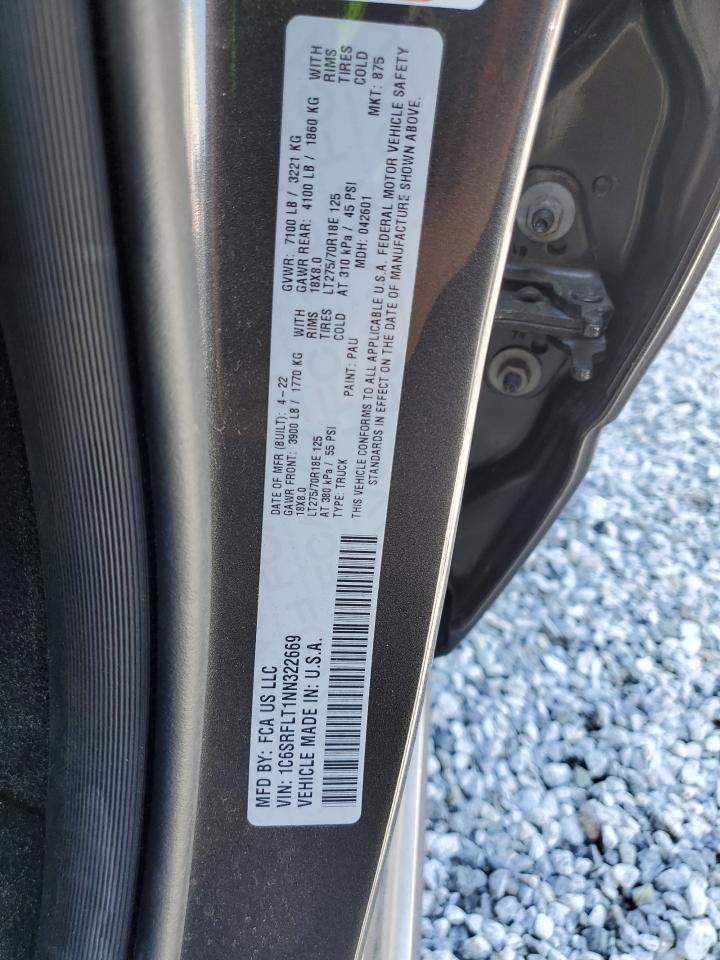 MFD BY: FCA US LLC
VIN: 1C6SRFLT1NN322669
VEHICLE MADE IN: U.S.A.
DATE OF MFR (BUILT): 4-22
GAWR FRONT: 3900 LB / 1770 KG WITH
18X8.0 RIMS
LT275/70R18E 125 TIRES
AT 380 kPa / 55 PSI COLD
TYPE: TRUCK PAINT: PAU
GVWR: 7100 LB / 3221 KG
GAWR REAR: 4100 LB / 1860 KG WITH
18X8.0 RIMS
LT275/70R18E 125 TIRES
AT 310 kPa / 45 PSI COLD
MDH: 042601 MKT: 875
THIS VEHICLE CONFORMS TO ALL APPLICABLE U.S.A. FEDERAL MOTOR VEHICLE SAFETY
STANDARDS IN EFFECT ON THE DATE OF MANUFACTURE SHOWN ABOVE.